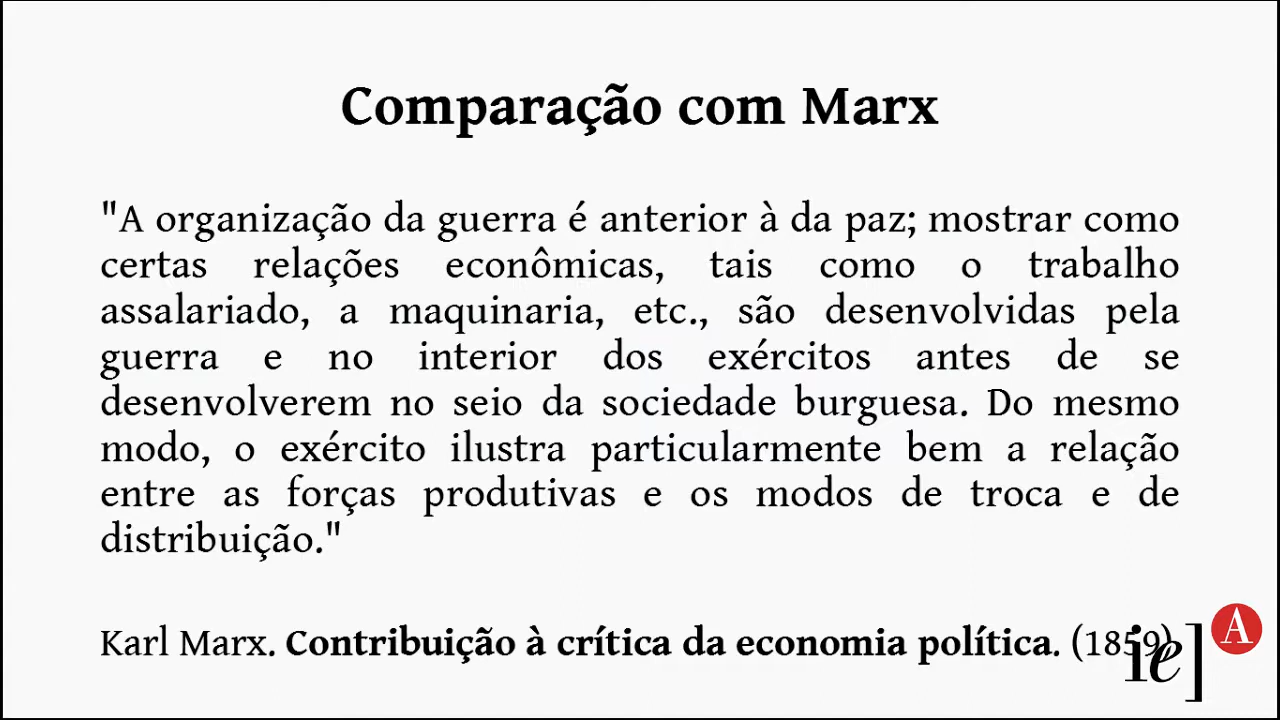 Comparação com Marx
"A organização da guerra é anterior à da paz; mostrar como
certas relações econômicas, tais como o trabalho
assalariado, a maquinaria, etc., são desenvolvidas pela
guerra e no interior dos exércitos antes de se
desenvolverem no seio da sociedade burguesa. Do mesmo
modo, o exército ilustra particularmente bem a relação
entre as forças produtivas e os modos de troca e de
distribuição."
Karl Marx. Contribuição à crítica da economia política. (1859)
ie]
A